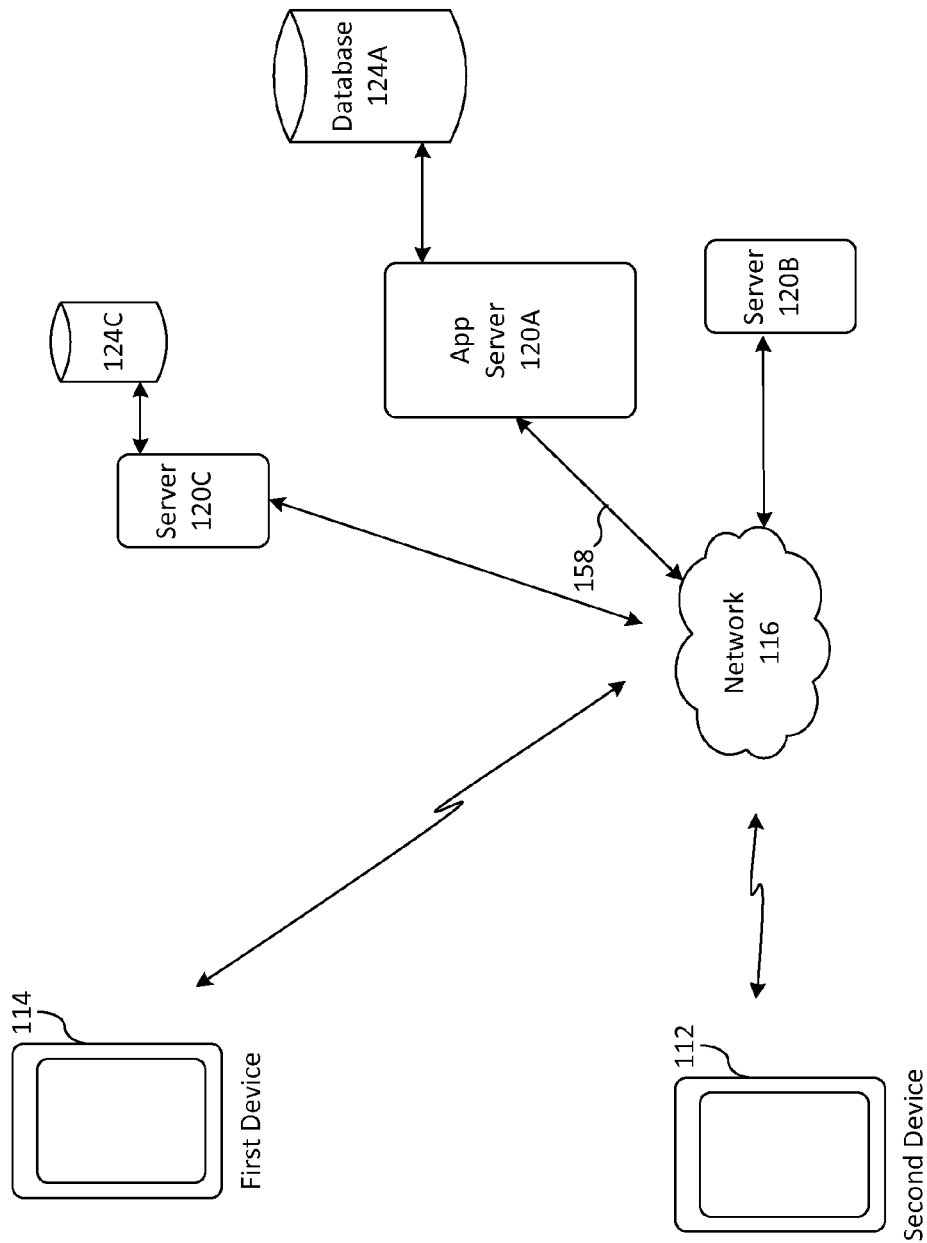 114
First Device
112
Second Device
Network
116
158
Server
120C
124C
App
Server
120A
Database
124A
Server
120B